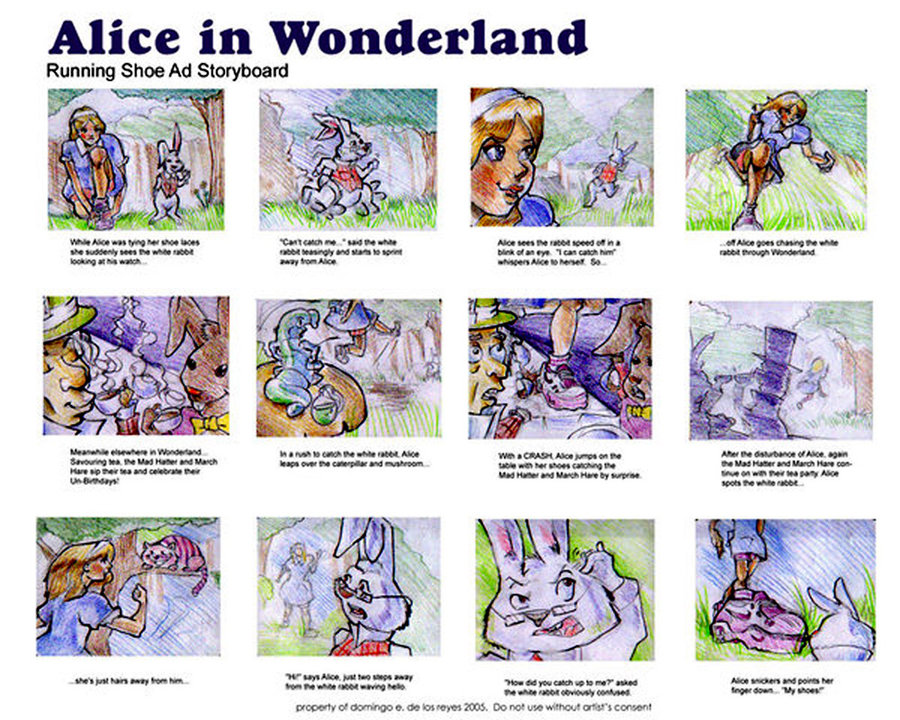 Alice in Wonderland
Running Shoe Ad Storyboard
While Alice was tying her shoe laces
she suddenly sees the white rabbit
looking at his watch...
"Can't catch me..." said the white
rabbit teasingly and starts to sprint
away from Alice.
Alice sees the rabbit speed off in a
blink of an eye. "I can catch him"
whispers Alice to herself. So...
...off Alice goes chasing the white
rabbit through Wonderland.
Meanwhile elsewhere in Wonderland...
Savouring tea, the Mad Hatter and March
Hare sip their tea and celebrate their
Un-Birthdays!
In a rush to catch the white rabbit, Alice
leaps over the caterpillar and mushroom...
With a CRASH, Alice jumps on the
table with her shoes catching the
Mad Hatter and March Hare by surprise.
After the disturbance of Alice, again
the Mad Hatter and March Hare con-
tinue on with their tea party. Alice
spots the white rabbit...
...she's just hairs away from him...
"Hi!" says Alice, just two steps away
from the white rabbit waving hello.
"How did you catch up to me?" asked
the white rabbit obviously confused.
Alice snickers and points her
finger down... "My shoes!"
property of domingo e. de los reyes 2005. Do not use without artist's consent